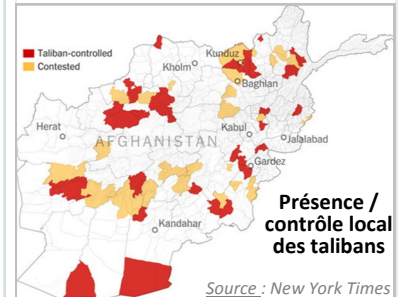 Taliban-controlled
Contested
Kunduz
Kholm
Baghlan
Herat
AFGHANISTAN
Kabul
Jalalabad
Gardez
Kandahar
Présence /
contrôle local
des talibans
Source : New York Times